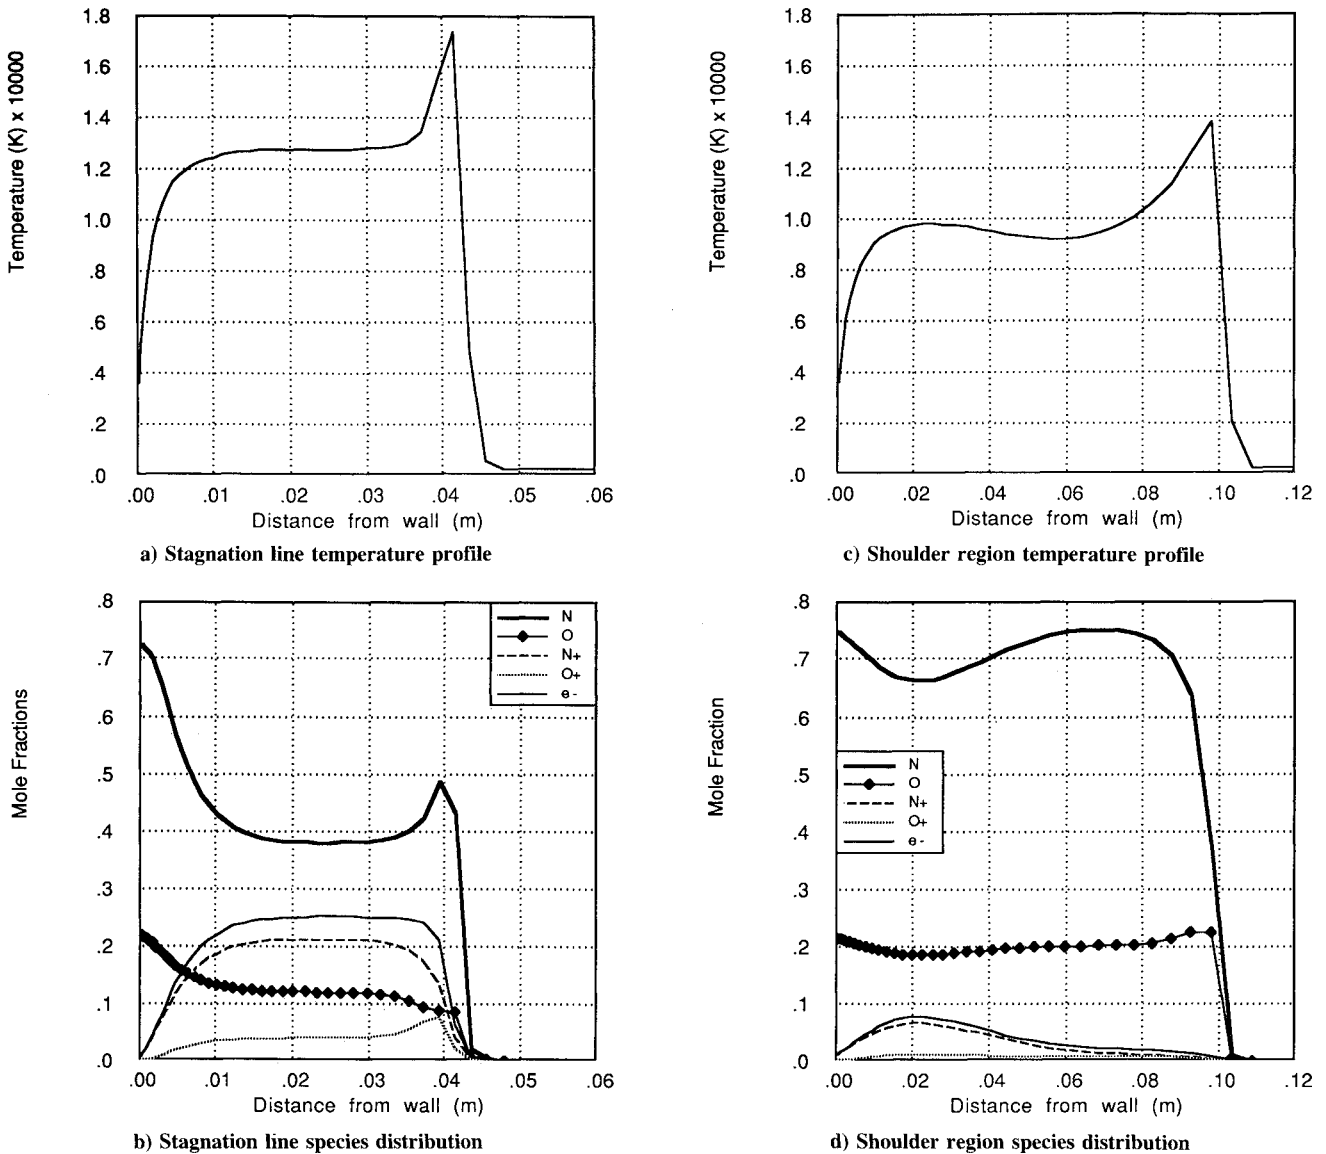 1.8
1.6
1.4
1.2
1.0
.8
.6
.4
.2
.0
Temperature (K) x 10000
.00 .01 .02 .03 .04 .05 .06
Distance from wall (m)
a) Stagnation line temperature profile
1.8
1.6
1.4
1.2
1.0
.8
.6
.4
.2
.0
Temperature (K) x 10000
.00 .02 .04 .06 .08 .10 .12
Distance from wall (m)
c) Shoulder region temperature profile
.8
.7
.6
.5
.4
.3
.2
.1
.0
Mole Fractions
N
O
N+
O+
e-
.00 .01 .02 .03 .04 .05 .06
Distance from wall (m)
b) Stagnation line species distribution
.8
.7
.6
.5
.4
.3
.2
.1
.0
Mole Fraction
N
O
N+
O+
e-
.00 .02 .04 .06 .08 .10 .12
Distance from wall (m)
d) Shoulder region species distribution